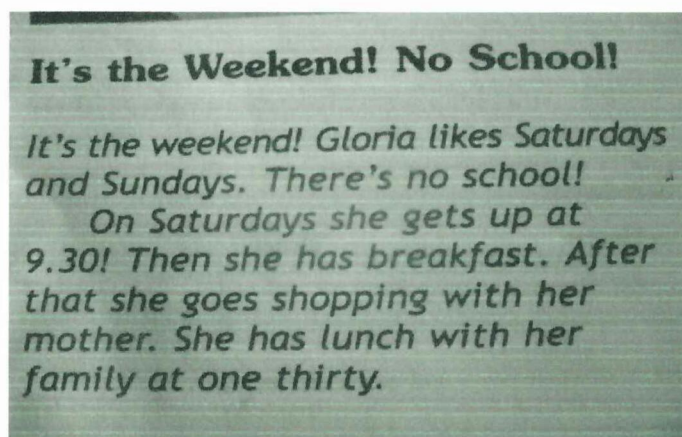 It's the Weekend! No School!
It's the weekend! Gloria likes Saturdays
and Sundays. There's no school!
On Saturdays she gets up at
9.30! Then she has breakfast. After
that she goes shopping with her
mother. She has lunch with her
family at one thirty.